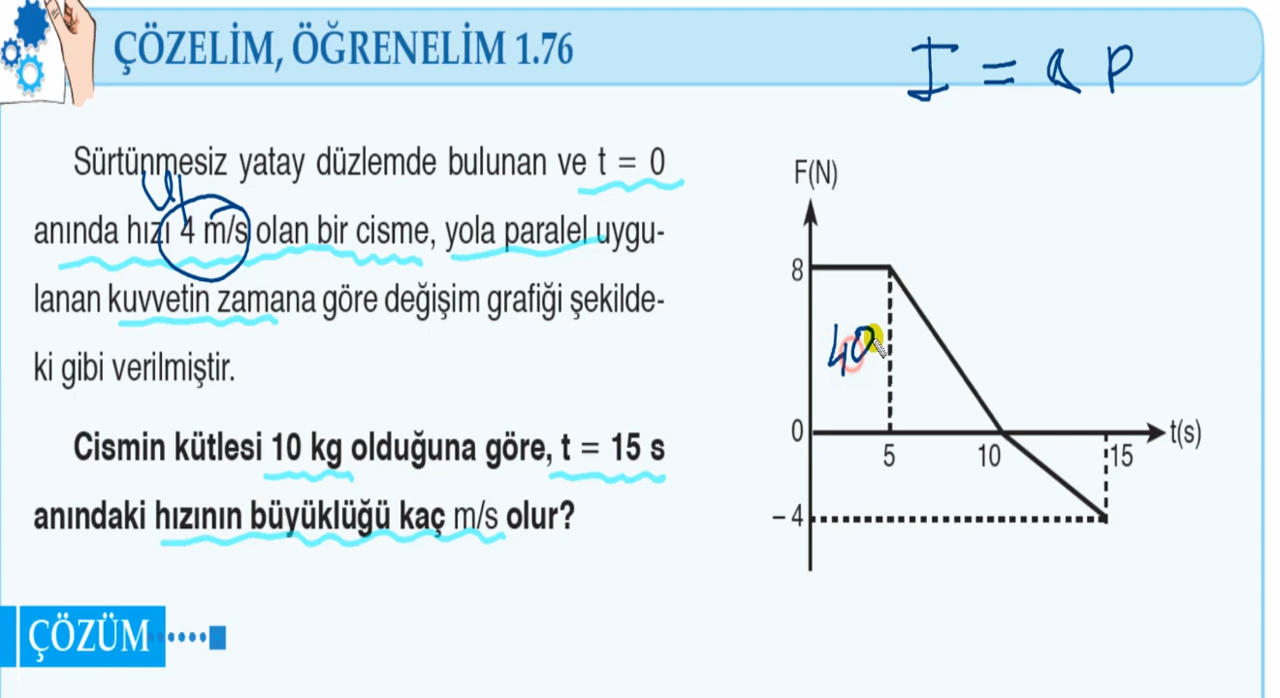 ÇÖZELİM, ÖĞRENELİM 1.76
I = Δ P
Sürtünmesiz yatay düzlemde bulunan ve t = 0
anında hızı 4 m/s olan bir cisme, yola paralel uygu-
lanan kuvvetin zamana göre değişim grafiği şekilde-
ki gibi verilmiştir.
Cismin kütlesi 10 kg olduğuna göre, t = 15 s
anındaki hızının büyüklüğü kaç m/s olur?
F(N)
8
40
0
5
10
15
t(s)
– 4
ÇÖZÜM